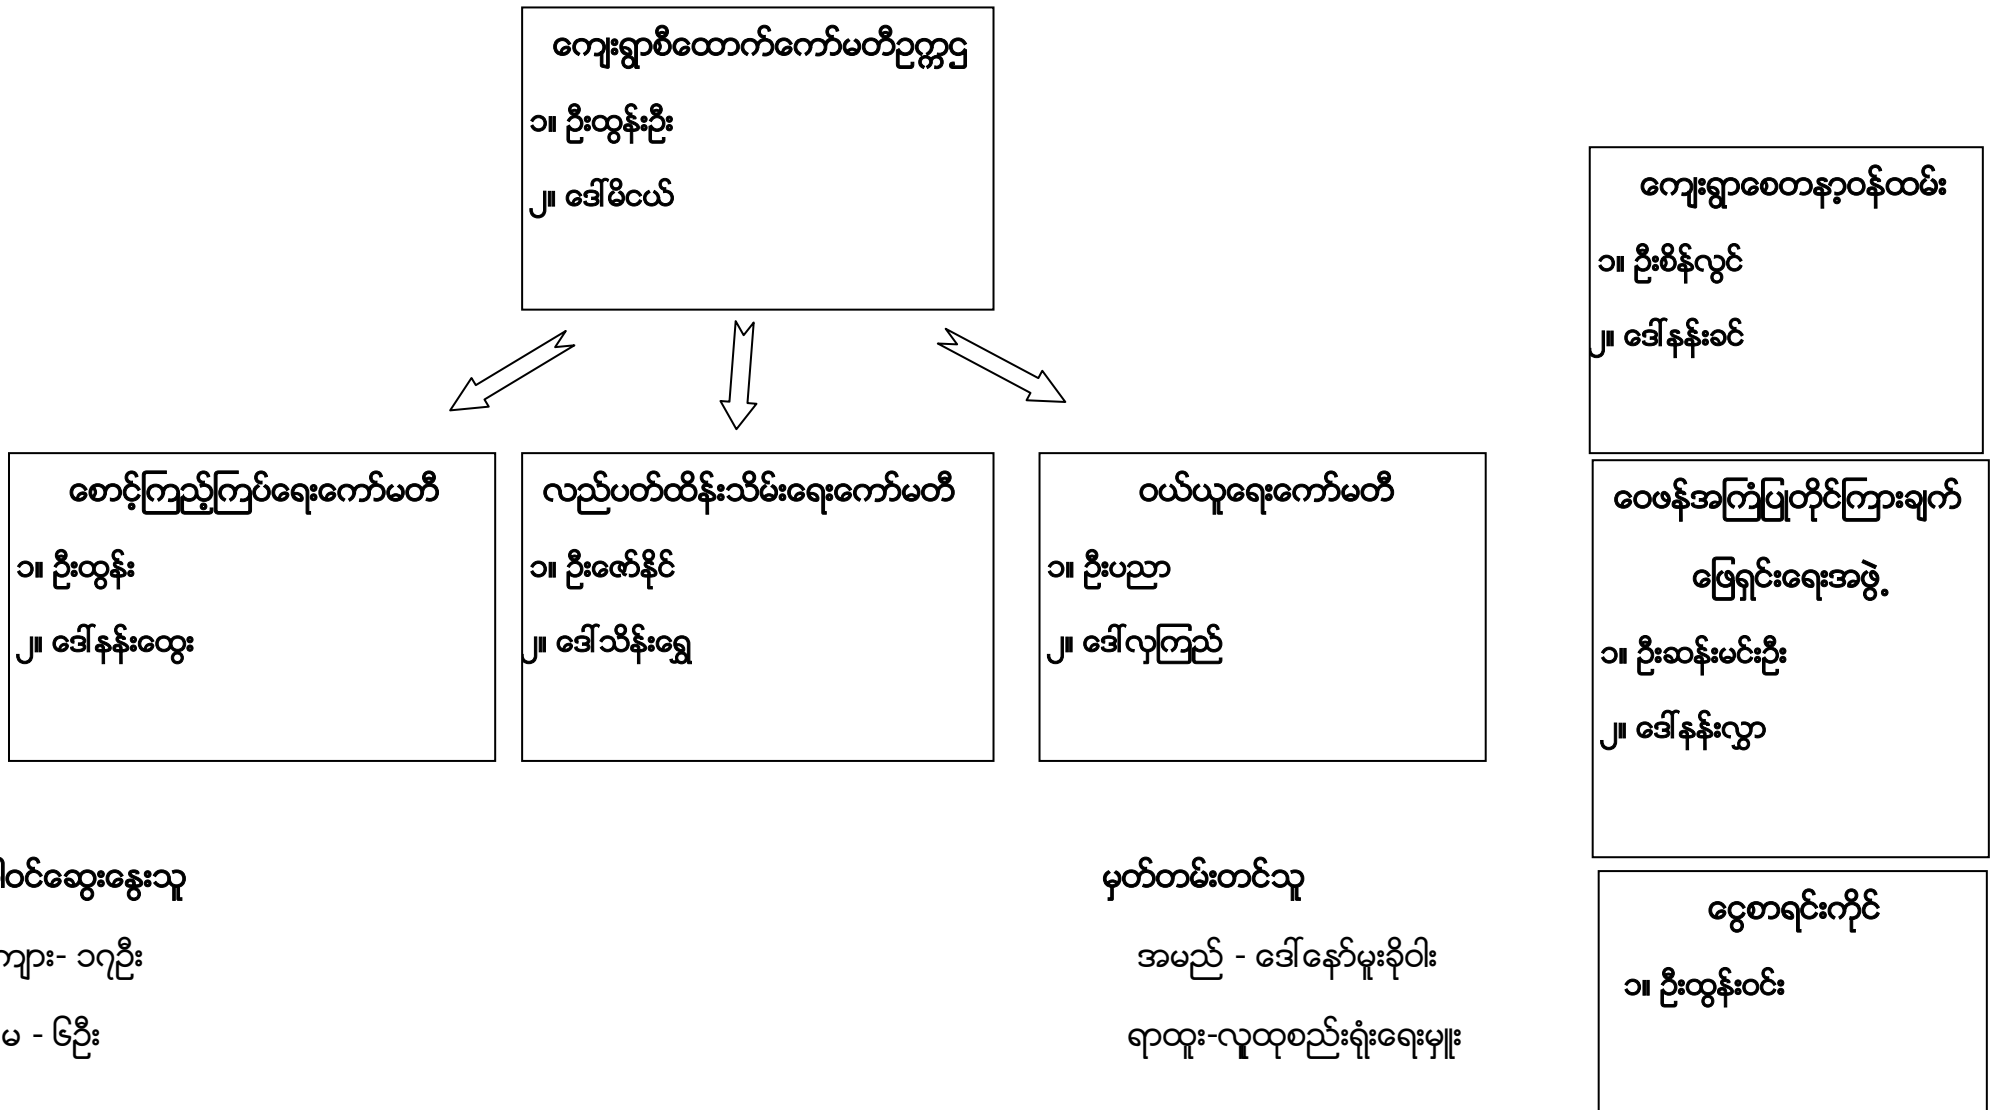 ကျေးရွာစီထောက်ကော်မတီဥက္ကဌ
၁။ ဦးထွန်းဦး
၂။ ဒေါ်မိငယ်
စောင့်ကြည့်ကြပ်ရေးကော်မတီ
၁။ ဦးထွန်း
၂။ ဒေါ်နန်းထွေး
လည်ပတ်ထိန်းသိမ်းရေးကော်မတီ
၁။ ဦးဇော်နိုင်
၂။ ဒေါ်သိန်းရွှေ
ဝယ်ယူရေးကော်မတီ
၁။ ဦးပညာ
၂။ ဒေါ်လှကြည်
ကျေးရွာစေတနာ့ဝန်ထမ်း
၁။ ဦးစိန်လွင်
၂။ ဒေါ်နန်းခင်
ဝေဖန်အကြံပြုတိုင်ကြားချက်
ဖြေရှင်းရေးအဖွဲ့
၁။ ဦးဆန်းမင်းဦး
၂။ ဒေါ်နန်းလွှာ
ငွေစာရင်းကိုင်
၁။ ဦးထွန်းဝင်း
ါဝင်ဆွေးနွေးသူ
ကျား- ၁၇ဦး
မ - ၆ဦး
မှတ်တမ်းတင်သူ
အမည် - ဒေါ်နော်မူးခိုဝါး
ရာထူး-လူထုစည်းရုံးရေးမှူး